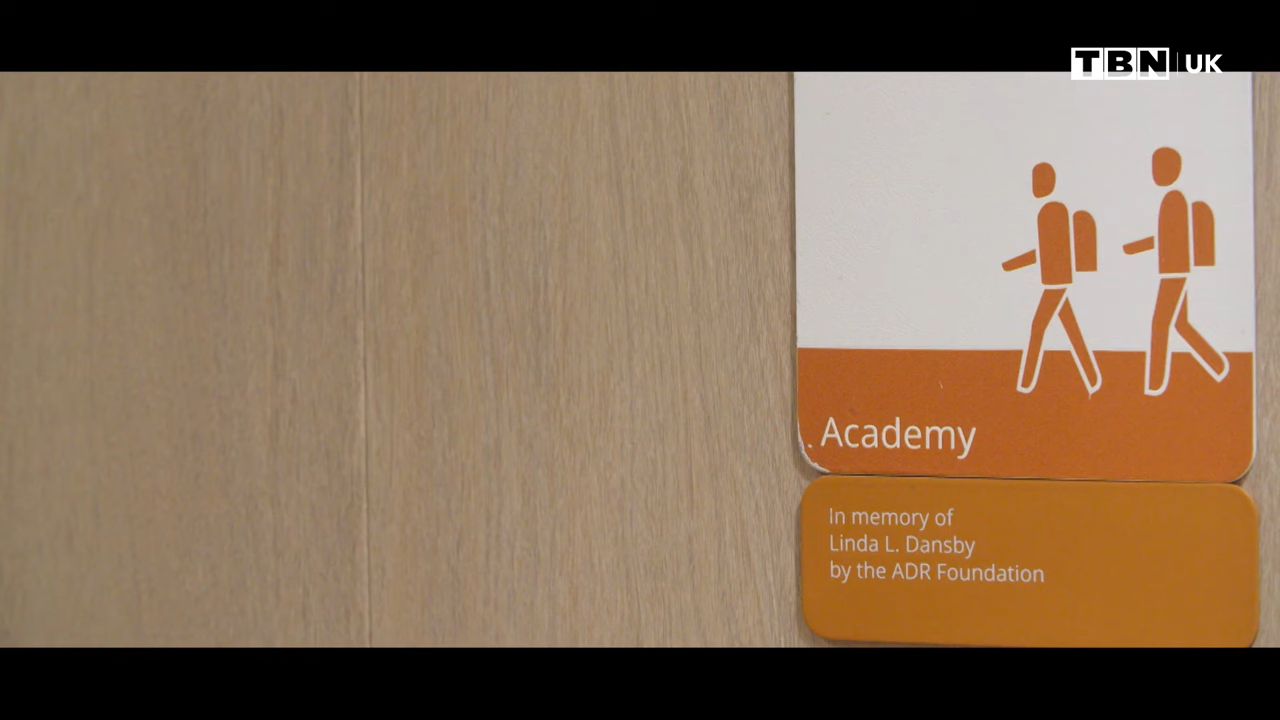 TBN UK
Academy
In memory of
Linda L. Dansby
by the ADR Foundation